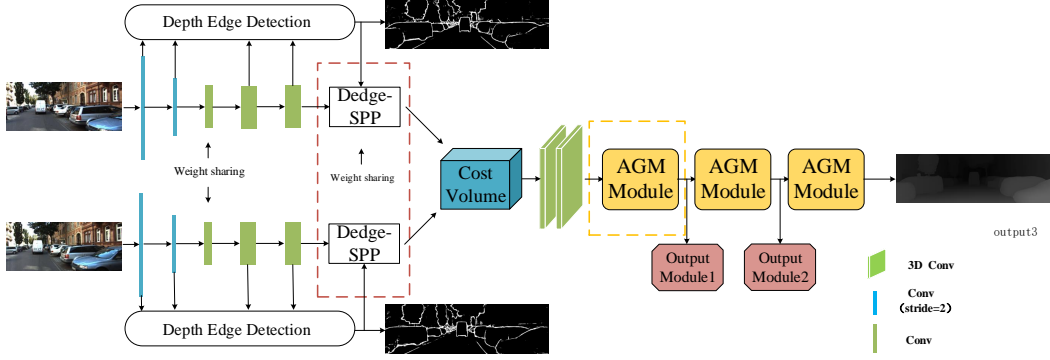 Depth Edge Detection
Dedge-
SPP
Weight sharing
Weight sharing
Cost
Volume
AGM
Module
AGM
Module
AGM
Module
Output
Module1
Output
Module2
output3
Dedge-
SPP
Depth Edge Detection
3D Conv
Conv
(stride=2)
Conv